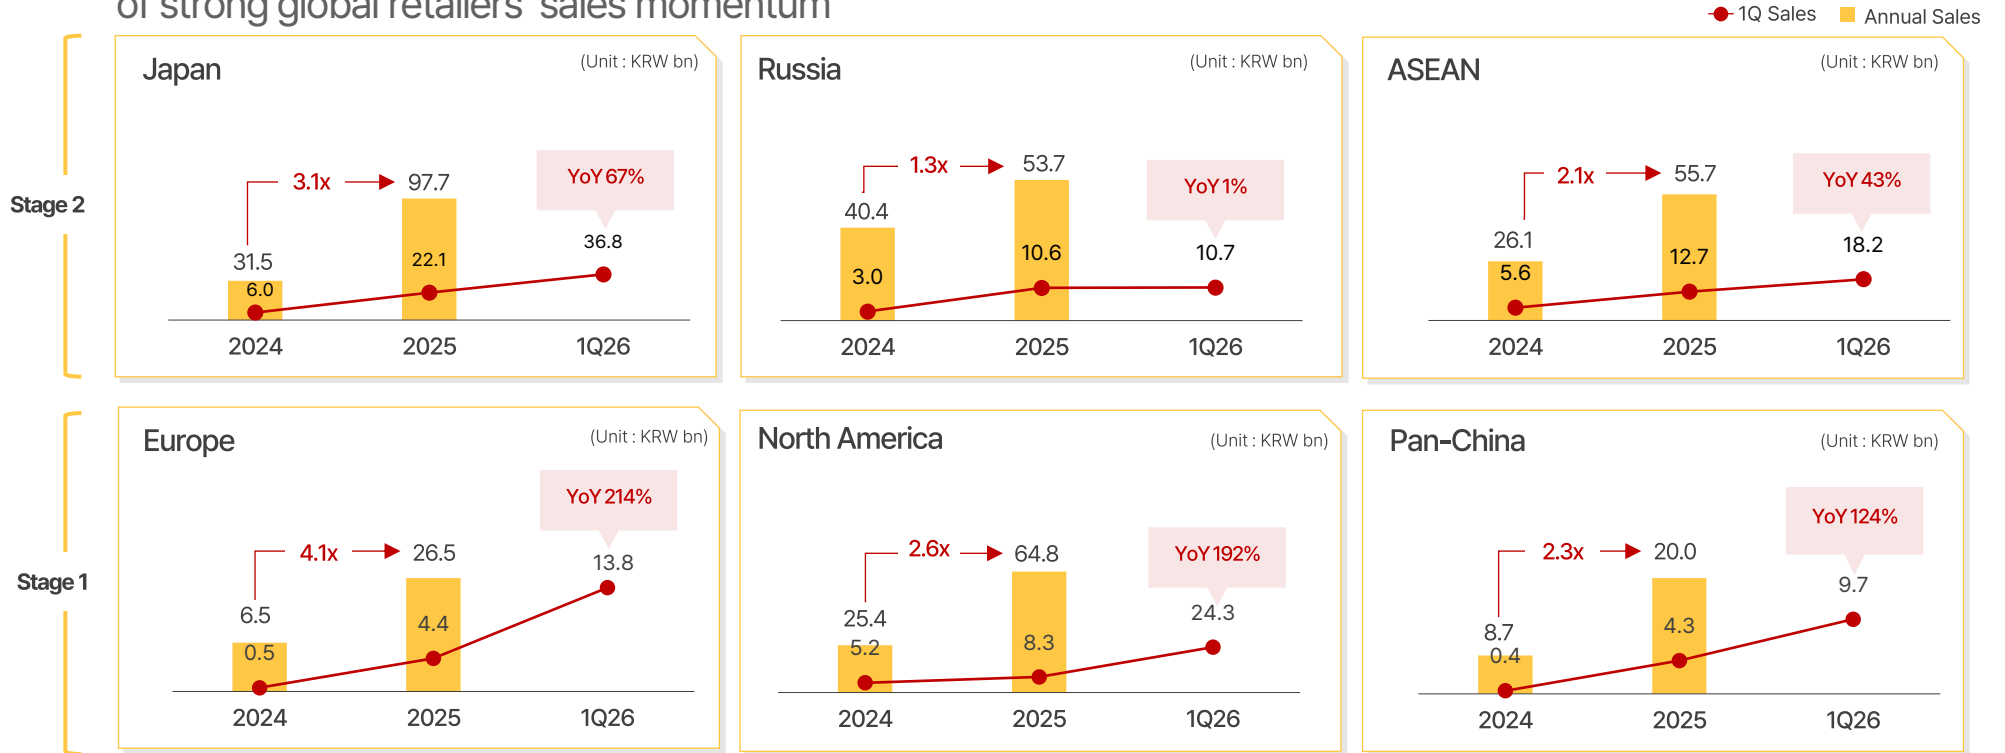 of strong global retailers' sales momentum
1Q Sales
Annual Sales
Stage 2
Japan
(Unit : KRW bn)
3.1x
97.7
YoY 67%
31.5
36.8
6.0
22.1
2024
2025
1Q26
Russia
(Unit : KRW bn)
1.3x
53.7
YoY 1%
40.4
3.0
10.6
10.7
2024
2025
1Q26
ASEAN
(Unit : KRW bn)
2.1x
55.7
YoY 43%
26.1
5.6
12.7
18.2
2024
2025
1Q26
Stage 1
Europe
(Unit : KRW bn)
YoY 214%
4.1x
26.5
13.8
6.5
0.5
4.4
2024
2025
1Q26
North America
(Unit : KRW bn)
2.6x
64.8
YoY 192%
25.4
5.2
8.3
24.3
2024
2025
1Q26
Pan-China
(Unit : KRW bn)
YoY 124%
2.3x
20.0
9.7
8.7
0.4
4.3
2024
2025
1Q26